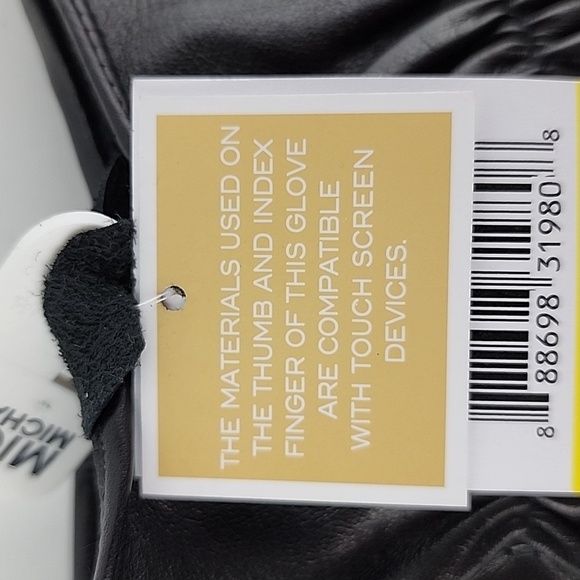 THE MATERIALS USED ON
THE THUMB AND INDEX
FINGER OF THIS GLOVE
ARE COMPATIBLE
WITH TOUCH SCREEN
DEVICES.
8 88698 31980 8